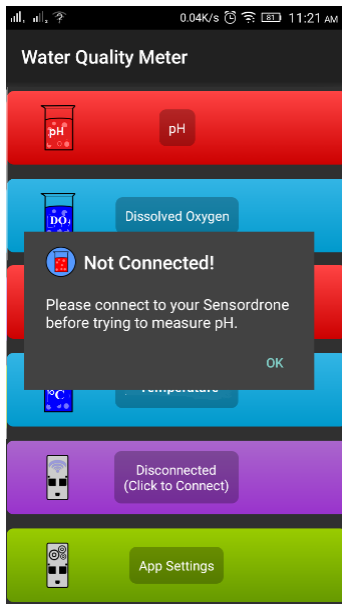 0.04K/s 81 11:21 AM
Water Quality Meter
pH
pH
DO
Dissolved Oxygen
Not Connected!
Please connect to your Sensordrone
before trying to measure pH.
OK
°C
Temperature
Disconnected
(Click to Connect)
App Settings